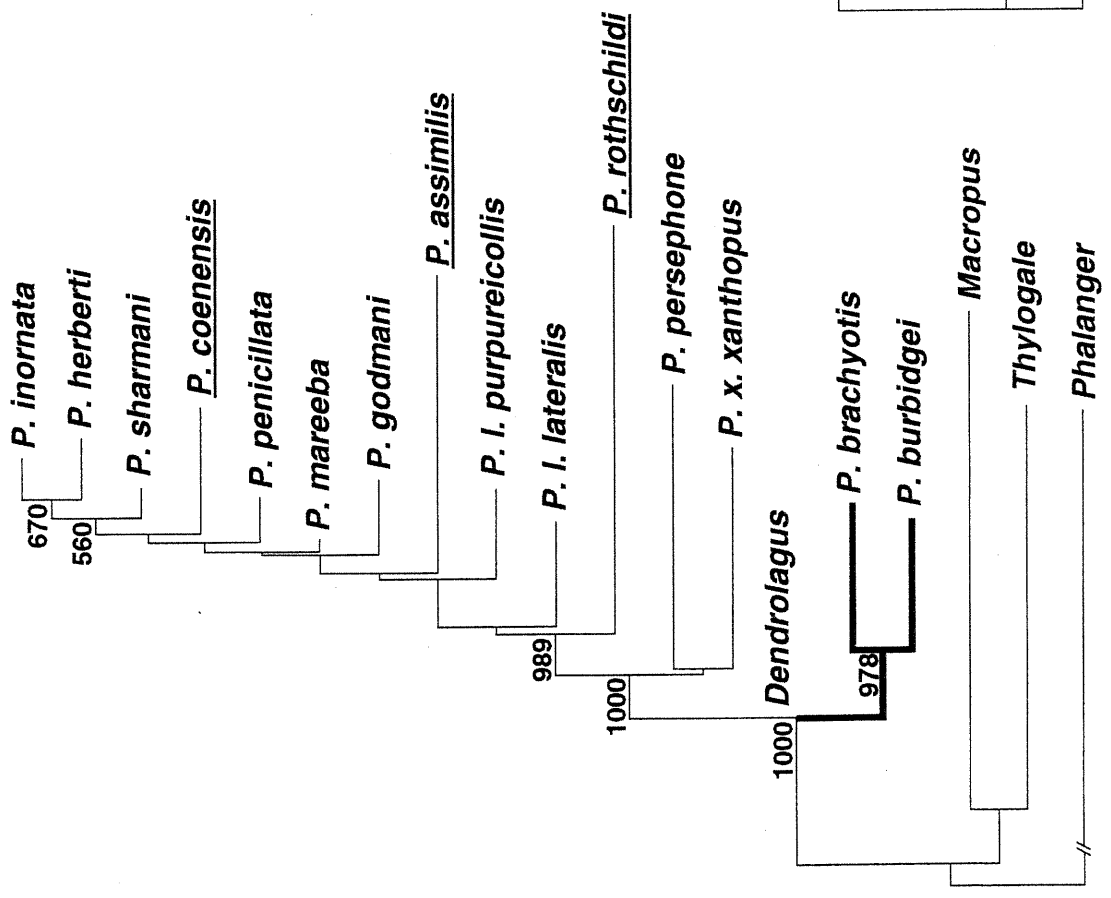 P. inornata
P. herberti
P. sharmani
P. coenensis
P. penicillata
P. mareeba
P. godmani
P. assimilis
P. l. purpureicollis
P. l. lateralis
P. rothschildi
P. persephone
P. x. xanthopus
Dendrolagus
P. brachyotis
P. burbidgei
Macropus
Thylogale
Phalanger
670
560
989
1000
1000
978